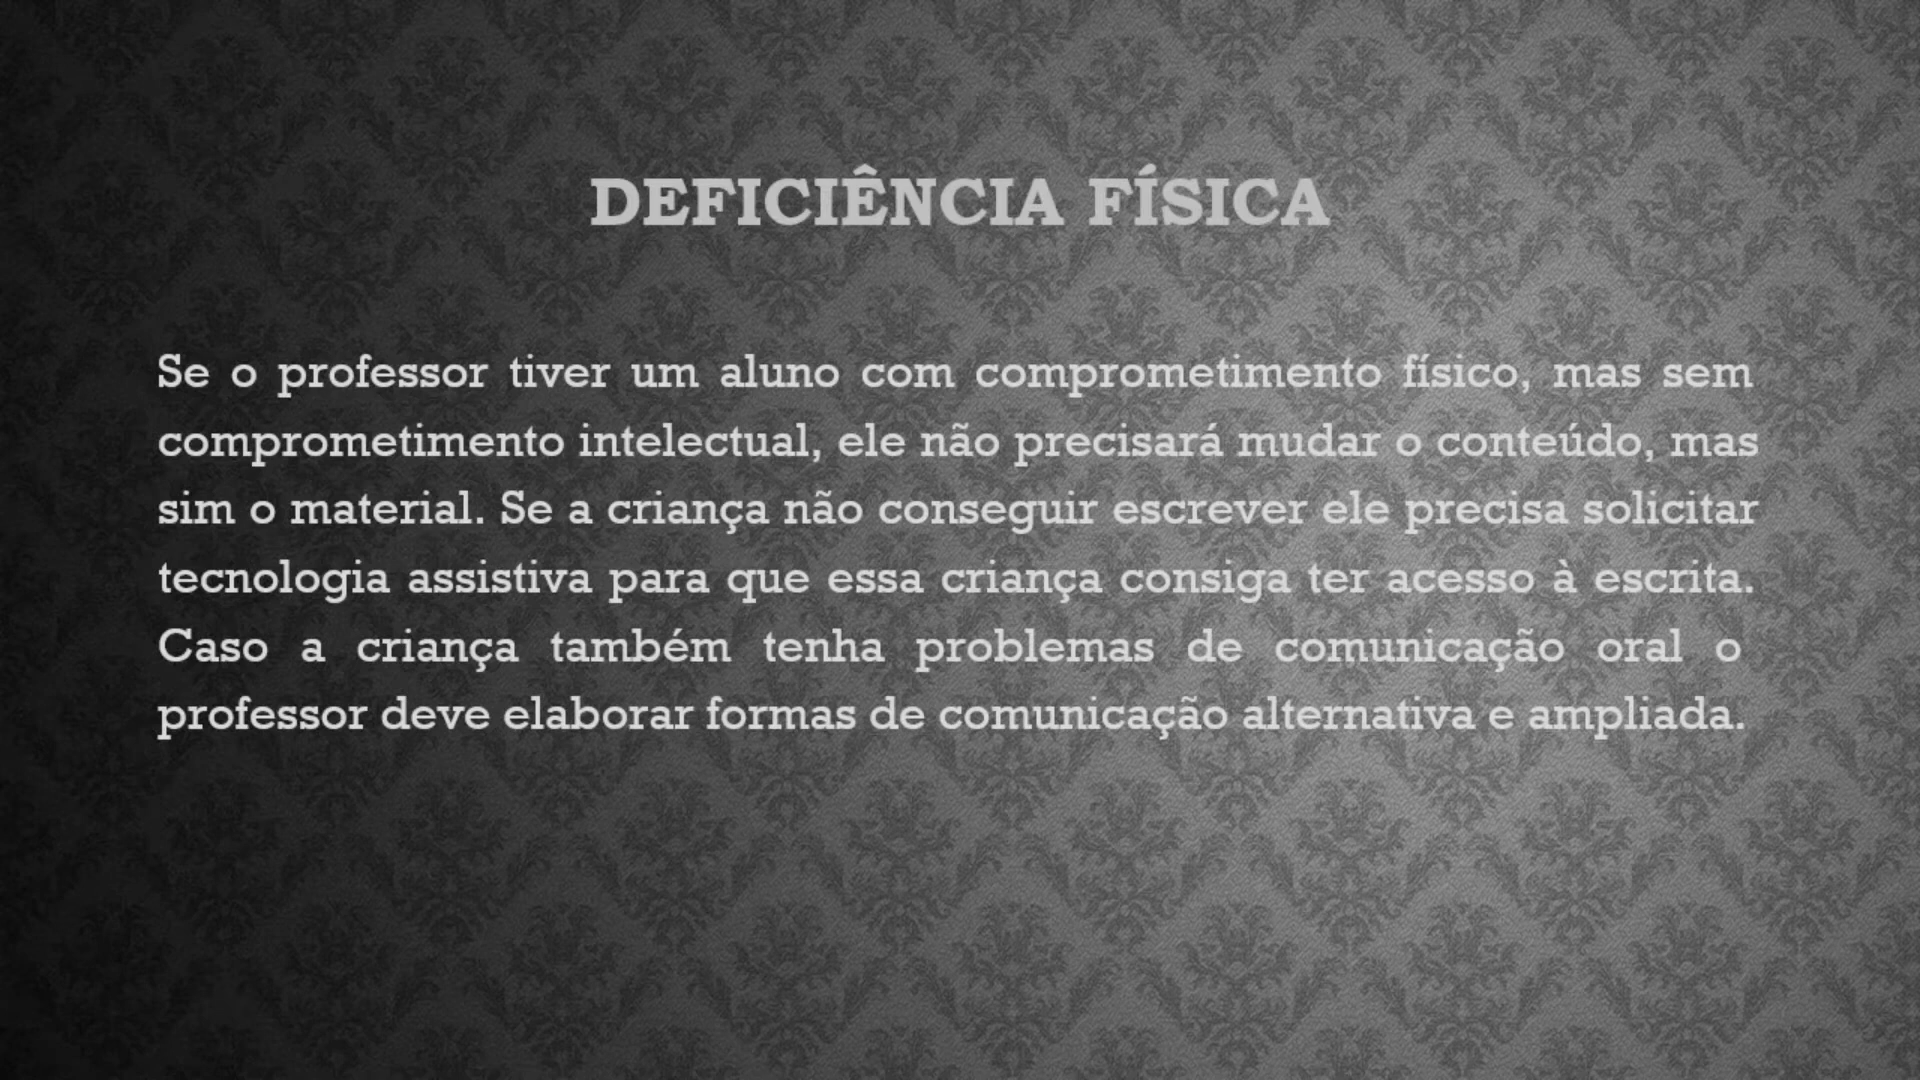 DEFICIÊNCIA FÍSICA
Se o professor tiver um aluno com comprometimento físico, mas sem
comprometimento intelectual, ele não precisará mudar o conteúdo, mas
sim o material. Se a criança não conseguir escrever ele precisa solicitar
tecnologia assistiva para que essa criança consiga ter acesso à escrita.
Caso a criança também tenha problemas de comunicação oral o
professor deve elaborar formas de comunicação alternativa e ampliada.